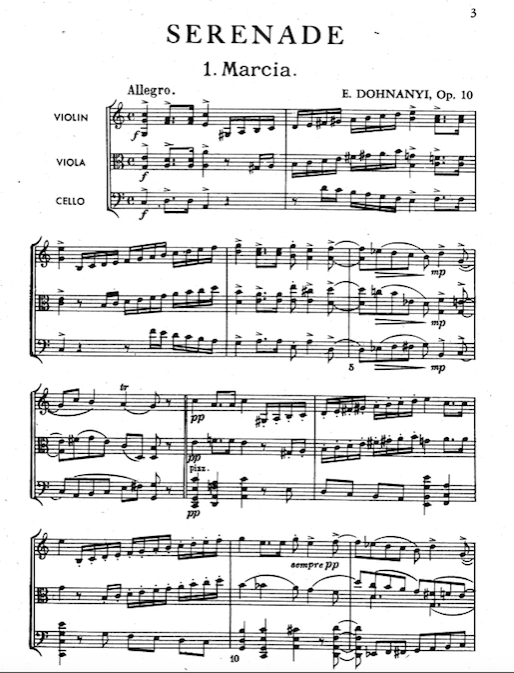 3
SERENADE
1. Marcia.
Allegro.
E. DOHNANYI, Op. 10
VIOLIN
f
VIOLA
f
CELLO
f
mp
mp
5
mp
tr
pp
pp
pizz.
pp
sempre pp
10